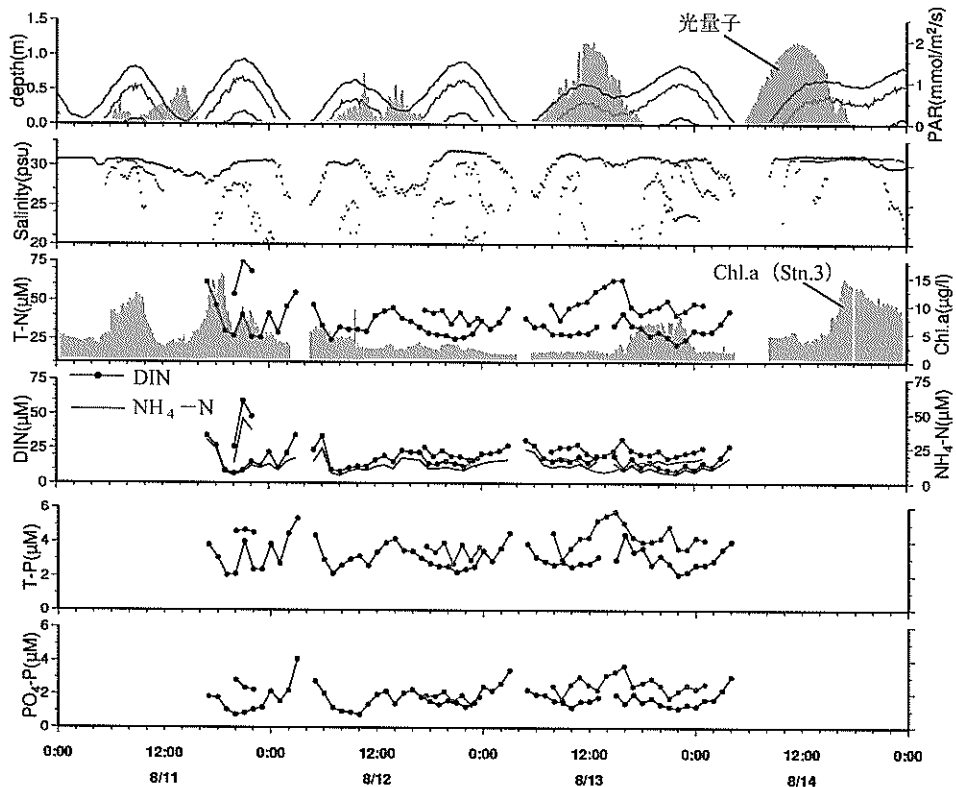 1.5
1.0
0.5
0.0
depth(m)
光量子
2
1
0
PAR(mmol/m²/s)
30
25
20
Salinity(psu)
75
50
25
T-N(μM)
Chl.a (Stn.3)
15
10
5
0
Chl.a(μg/l)
75
50
25
0
DIN(μM)
DIN
NH₄－N
75
50
25
0
NH₄-N(μM)
6
4
2
0
T-P(μM)
6
4
2
0
PO₄-P(μM)
0:00 12:00 0:00 12:00 0:00 12:00 0:00 12:00 0:00
8/11 8/12 8/13 8/14